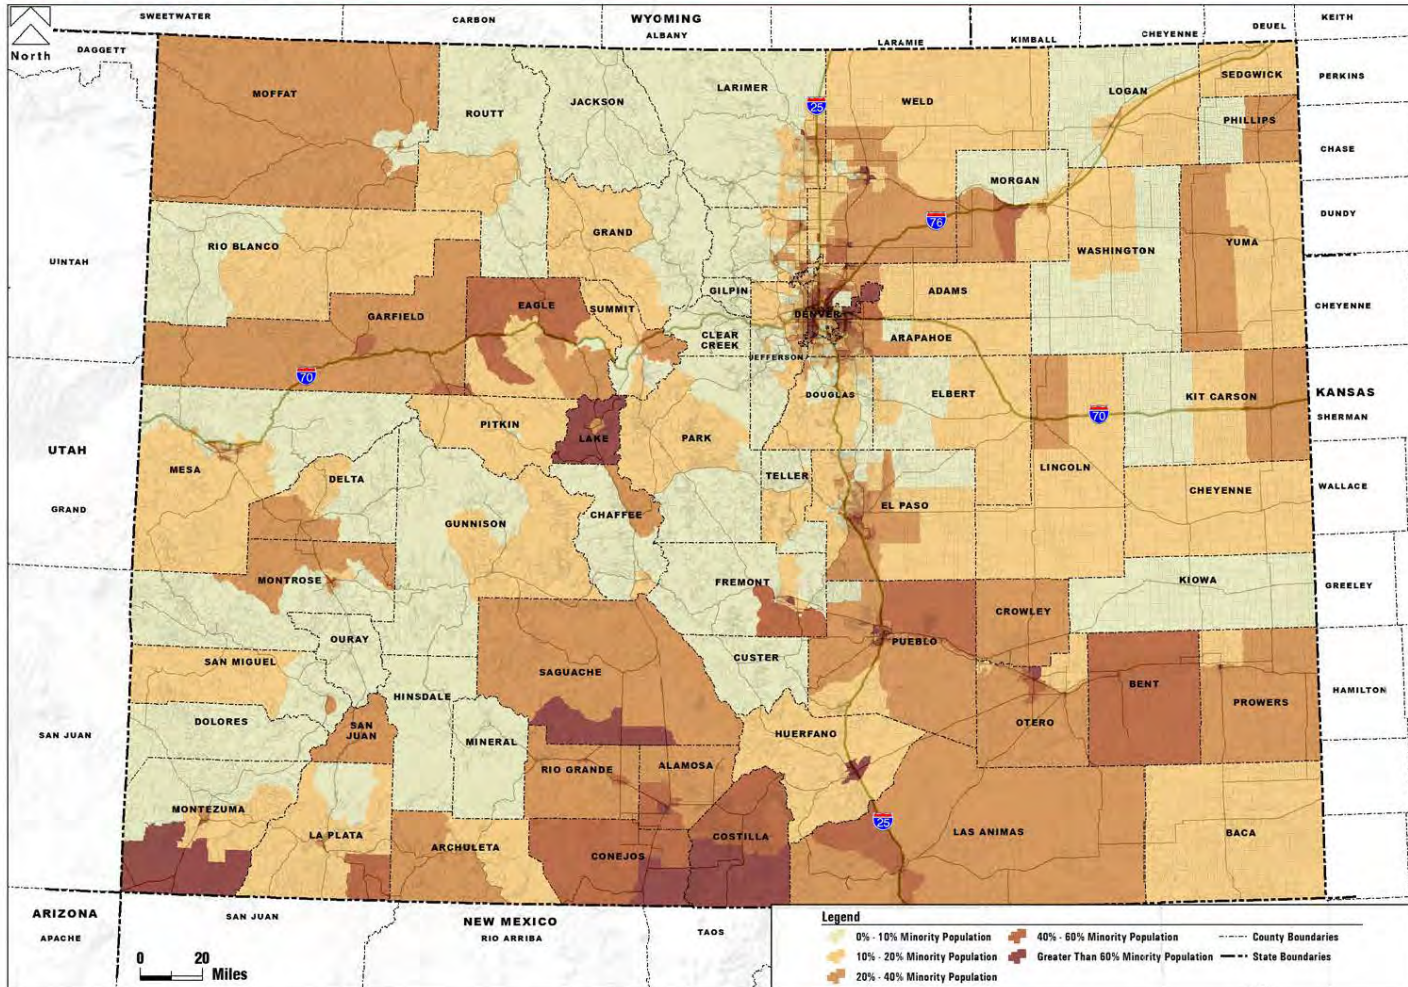 SWEETWATER
CARBON
WYOMING
ALBANY
LARAMIE
KIMBALL
CHEYENNE
DEUEL
KEITH
North
DAGGETT
PERKINS
MOFFAT
ROUTT
JACKSON
LARIMER
25
WELD
LOGAN
SEDGWICK
PHILLIPS
CHASE
MORGAN
DUNDY
76
RIO BLANCO
GRAND
WASHINGTON
YUMA
UINTAH
GILPIN
ADAMS
CHEYENNE
GARFIELD
EAGLE
SUMMIT
DENVER
CLEAR
CREEK
ARAPAHOE
JEFFERSON
70
DOUGLAS
ELBERT
KIT CARSON
KANSAS
70
SHERMAN
PITKIN
LAKE
PARK
UTAH
MESA
DELTA
TELLER
LINCOLN
CHEYENNE
WALLACE
GRAND
GUNNISON
CHAFFEE
EL PASO
MONTROSE
FREMONT
KIOWA
GREELEY
CROWLEY
OURAY
PUEBLO
SAN MIGUEL
SAGUACHE
CUSTER
BENT
HAMILTON
HINSDALE
PROWERS
DOLORES
SAN
JUAN
MINERAL
HUERFANO
OTERO
SAN JUAN
RIO GRANDE
ALAMOSA
MONTEZUMA
LA PLATA
ARCHULETA
CONEJOS
COSTILLA
25
LAS ANIMAS
BACA
ARIZONA
APACHE
SAN JUAN
NEW MEXICO
RIO ARRIBA
TAOS
0 20
Miles
Legend
0% - 10% Minority Population
10% - 20% Minority Population
20% - 40% Minority Population
40% - 60% Minority Population
Greater Than 60% Minority Population
County Boundaries
State Boundaries